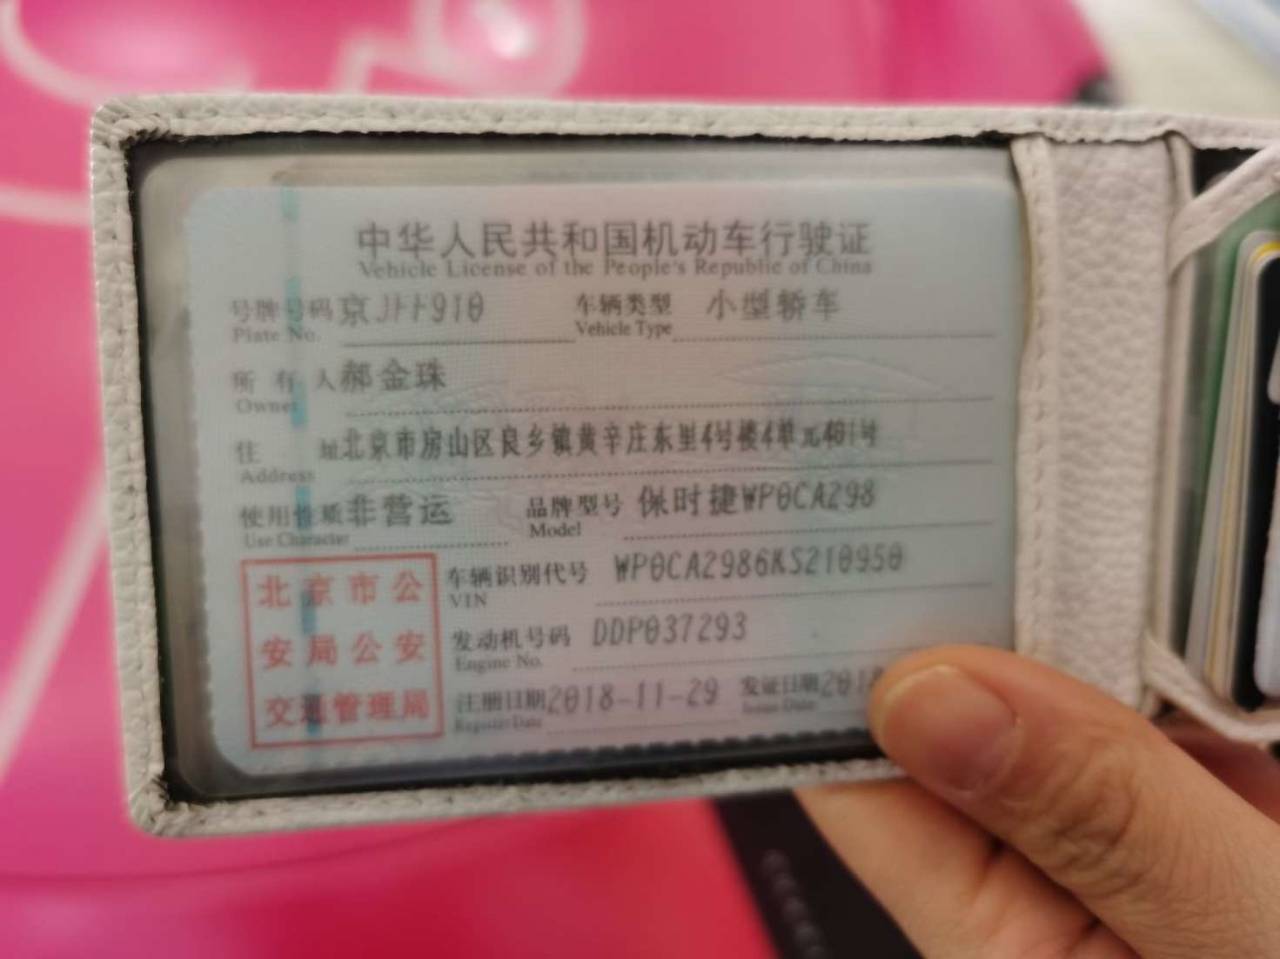 中华人民共和国机动车行驶证
Vehicle License of the People's Republic of China
号牌号码 京JFF910 车辆类型 小型轿车
Plate No. Vehicle Type
所有人 郝金珠
Owner
住址 北京市房山区良乡镇黄辛庄东里4号楼4单元401号
Address
使用性质 非营运 品牌型号 保时捷WP0CA298
Use Character Model
车辆识别代号 WP0CA2986KS210950
VIN
发动机号码 DDP037293
Engine No.
注册日期 2018-11-29 发证日期 201
Register Date Issue Date
北京市公
安局公安
交通管理局